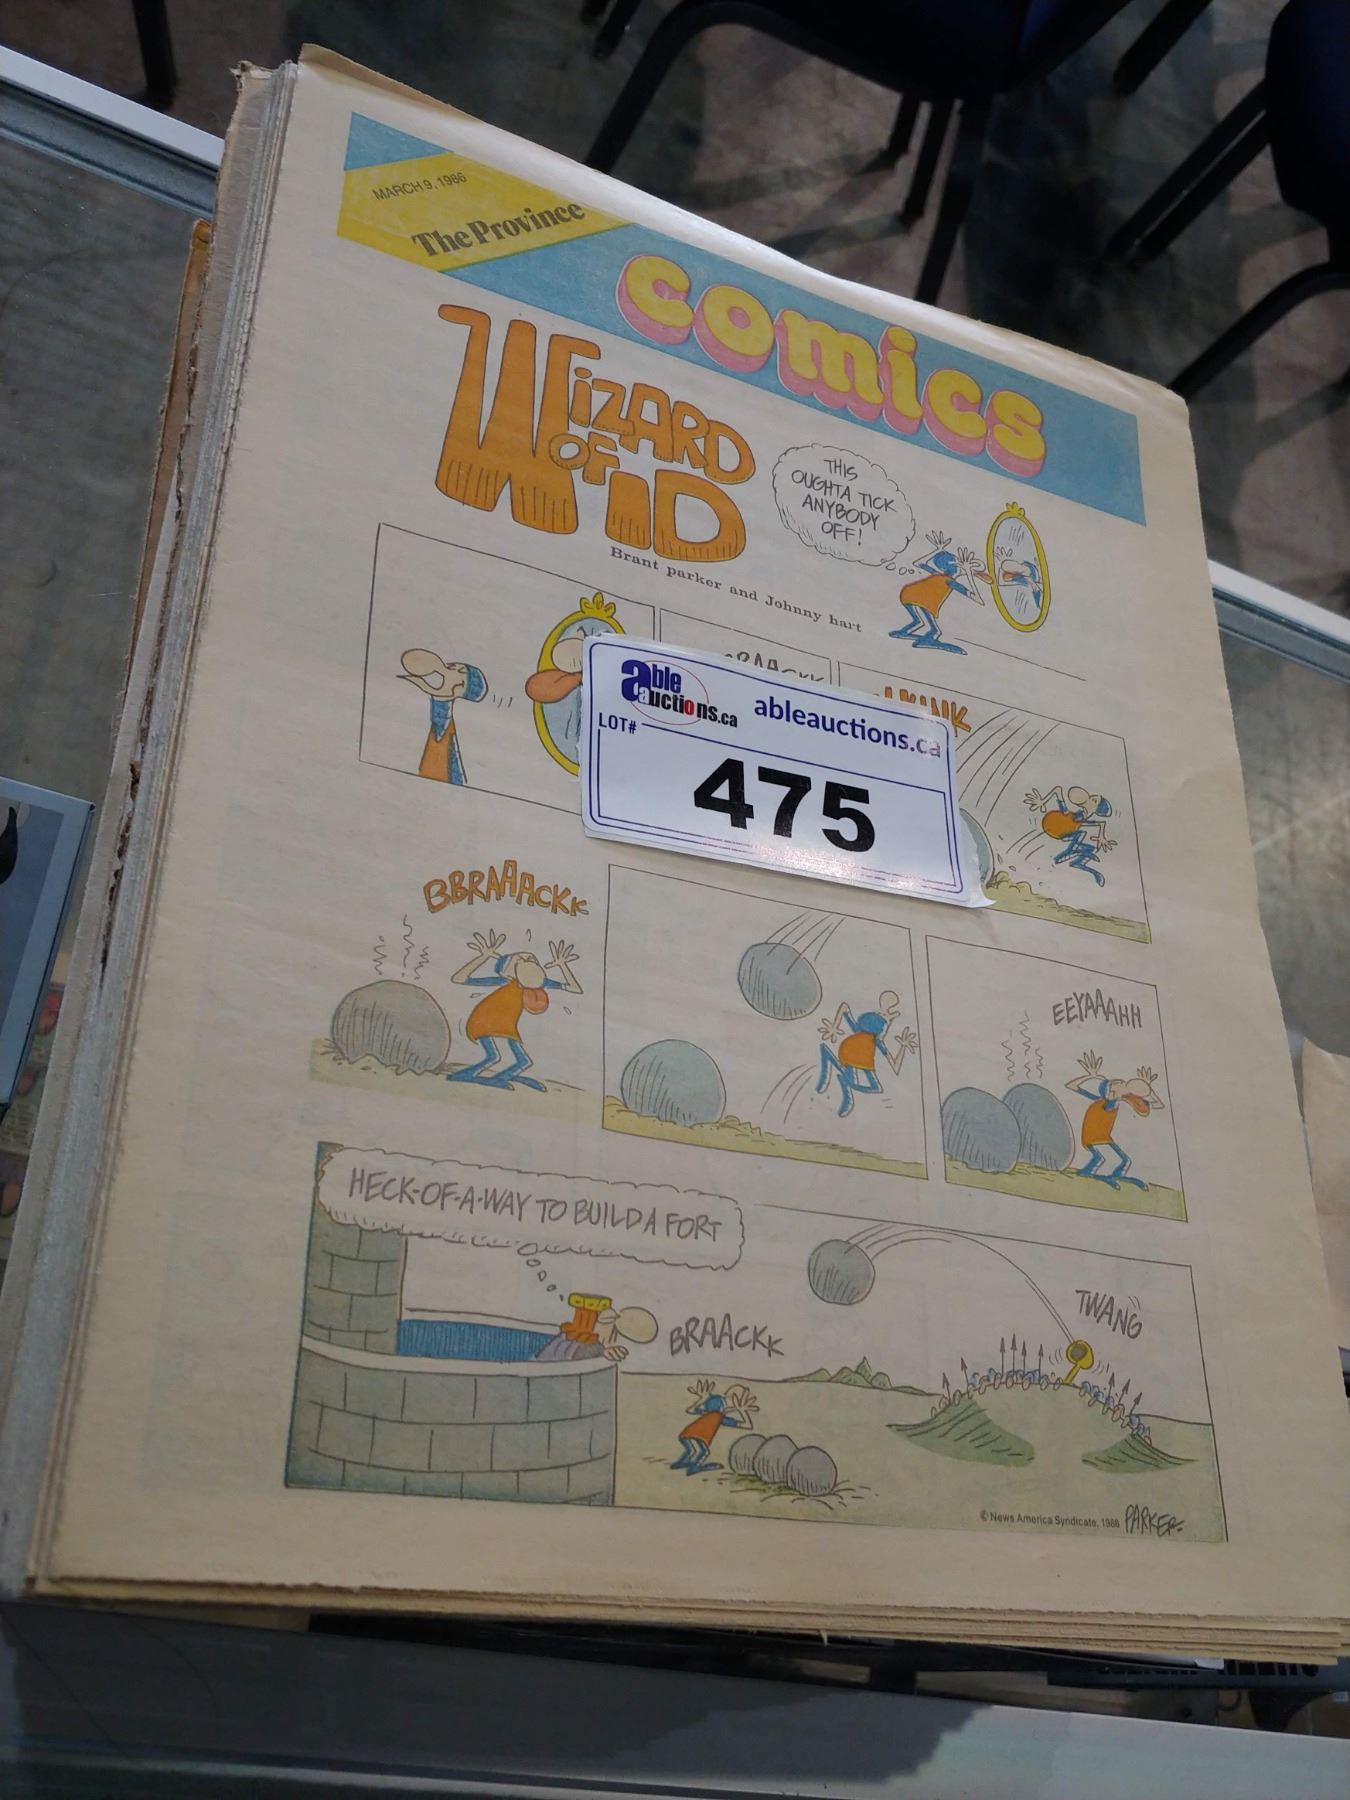 MARCH 9, 1986
The Province
comics
WIZARD
OF
ID
THIS
OUGHTA TICK
ANYBODY
OFF!
Brant parker and Johnny hart
able
auctions.ca
ableauctions.ca
LOT#
475
BBRAAACKK
EEYAAAHH
HECK-OF-A-WAY TO BUILD A FORT
BRAACKK
TWANG
© News America Syndicate, 1986
PARKER